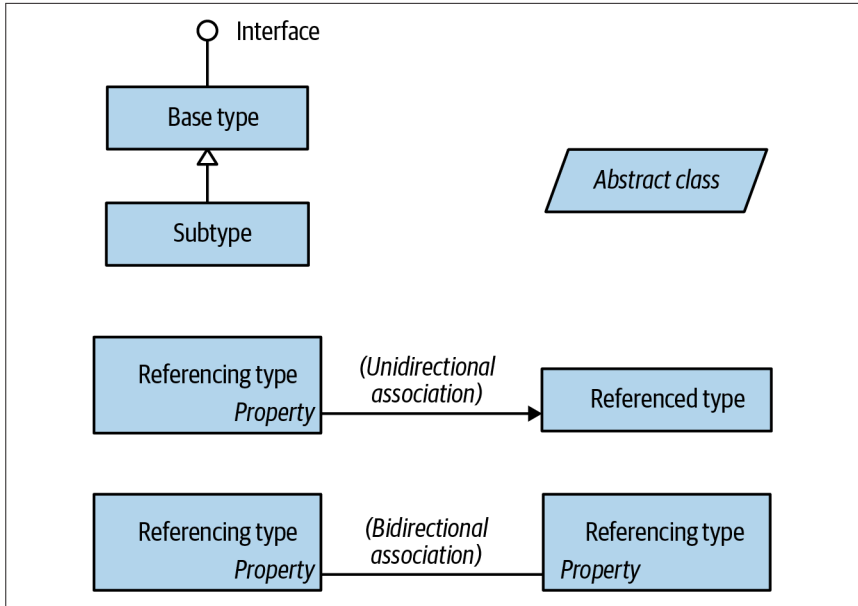 Interface
Base type
Abstract class
Subtype
Referencing type
Property
(Unidirectional
association)
Referenced type
Referencing type
Property
(Bidirectional
association)
Referencing type
Property